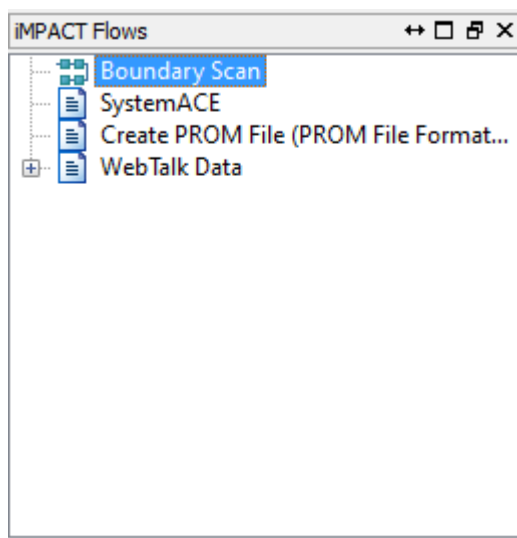 iMPACT Flows
Boundary Scan
SystemACE
Create PROM File (PROM File Format...
WebTalk Data